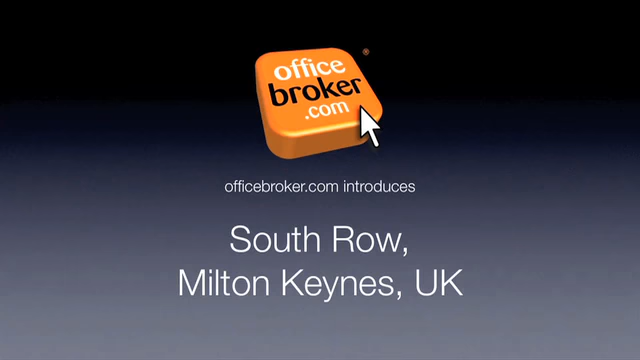 office
broker
.com
®
officebroker.com introduces
South Row,
Milton Keynes, UK